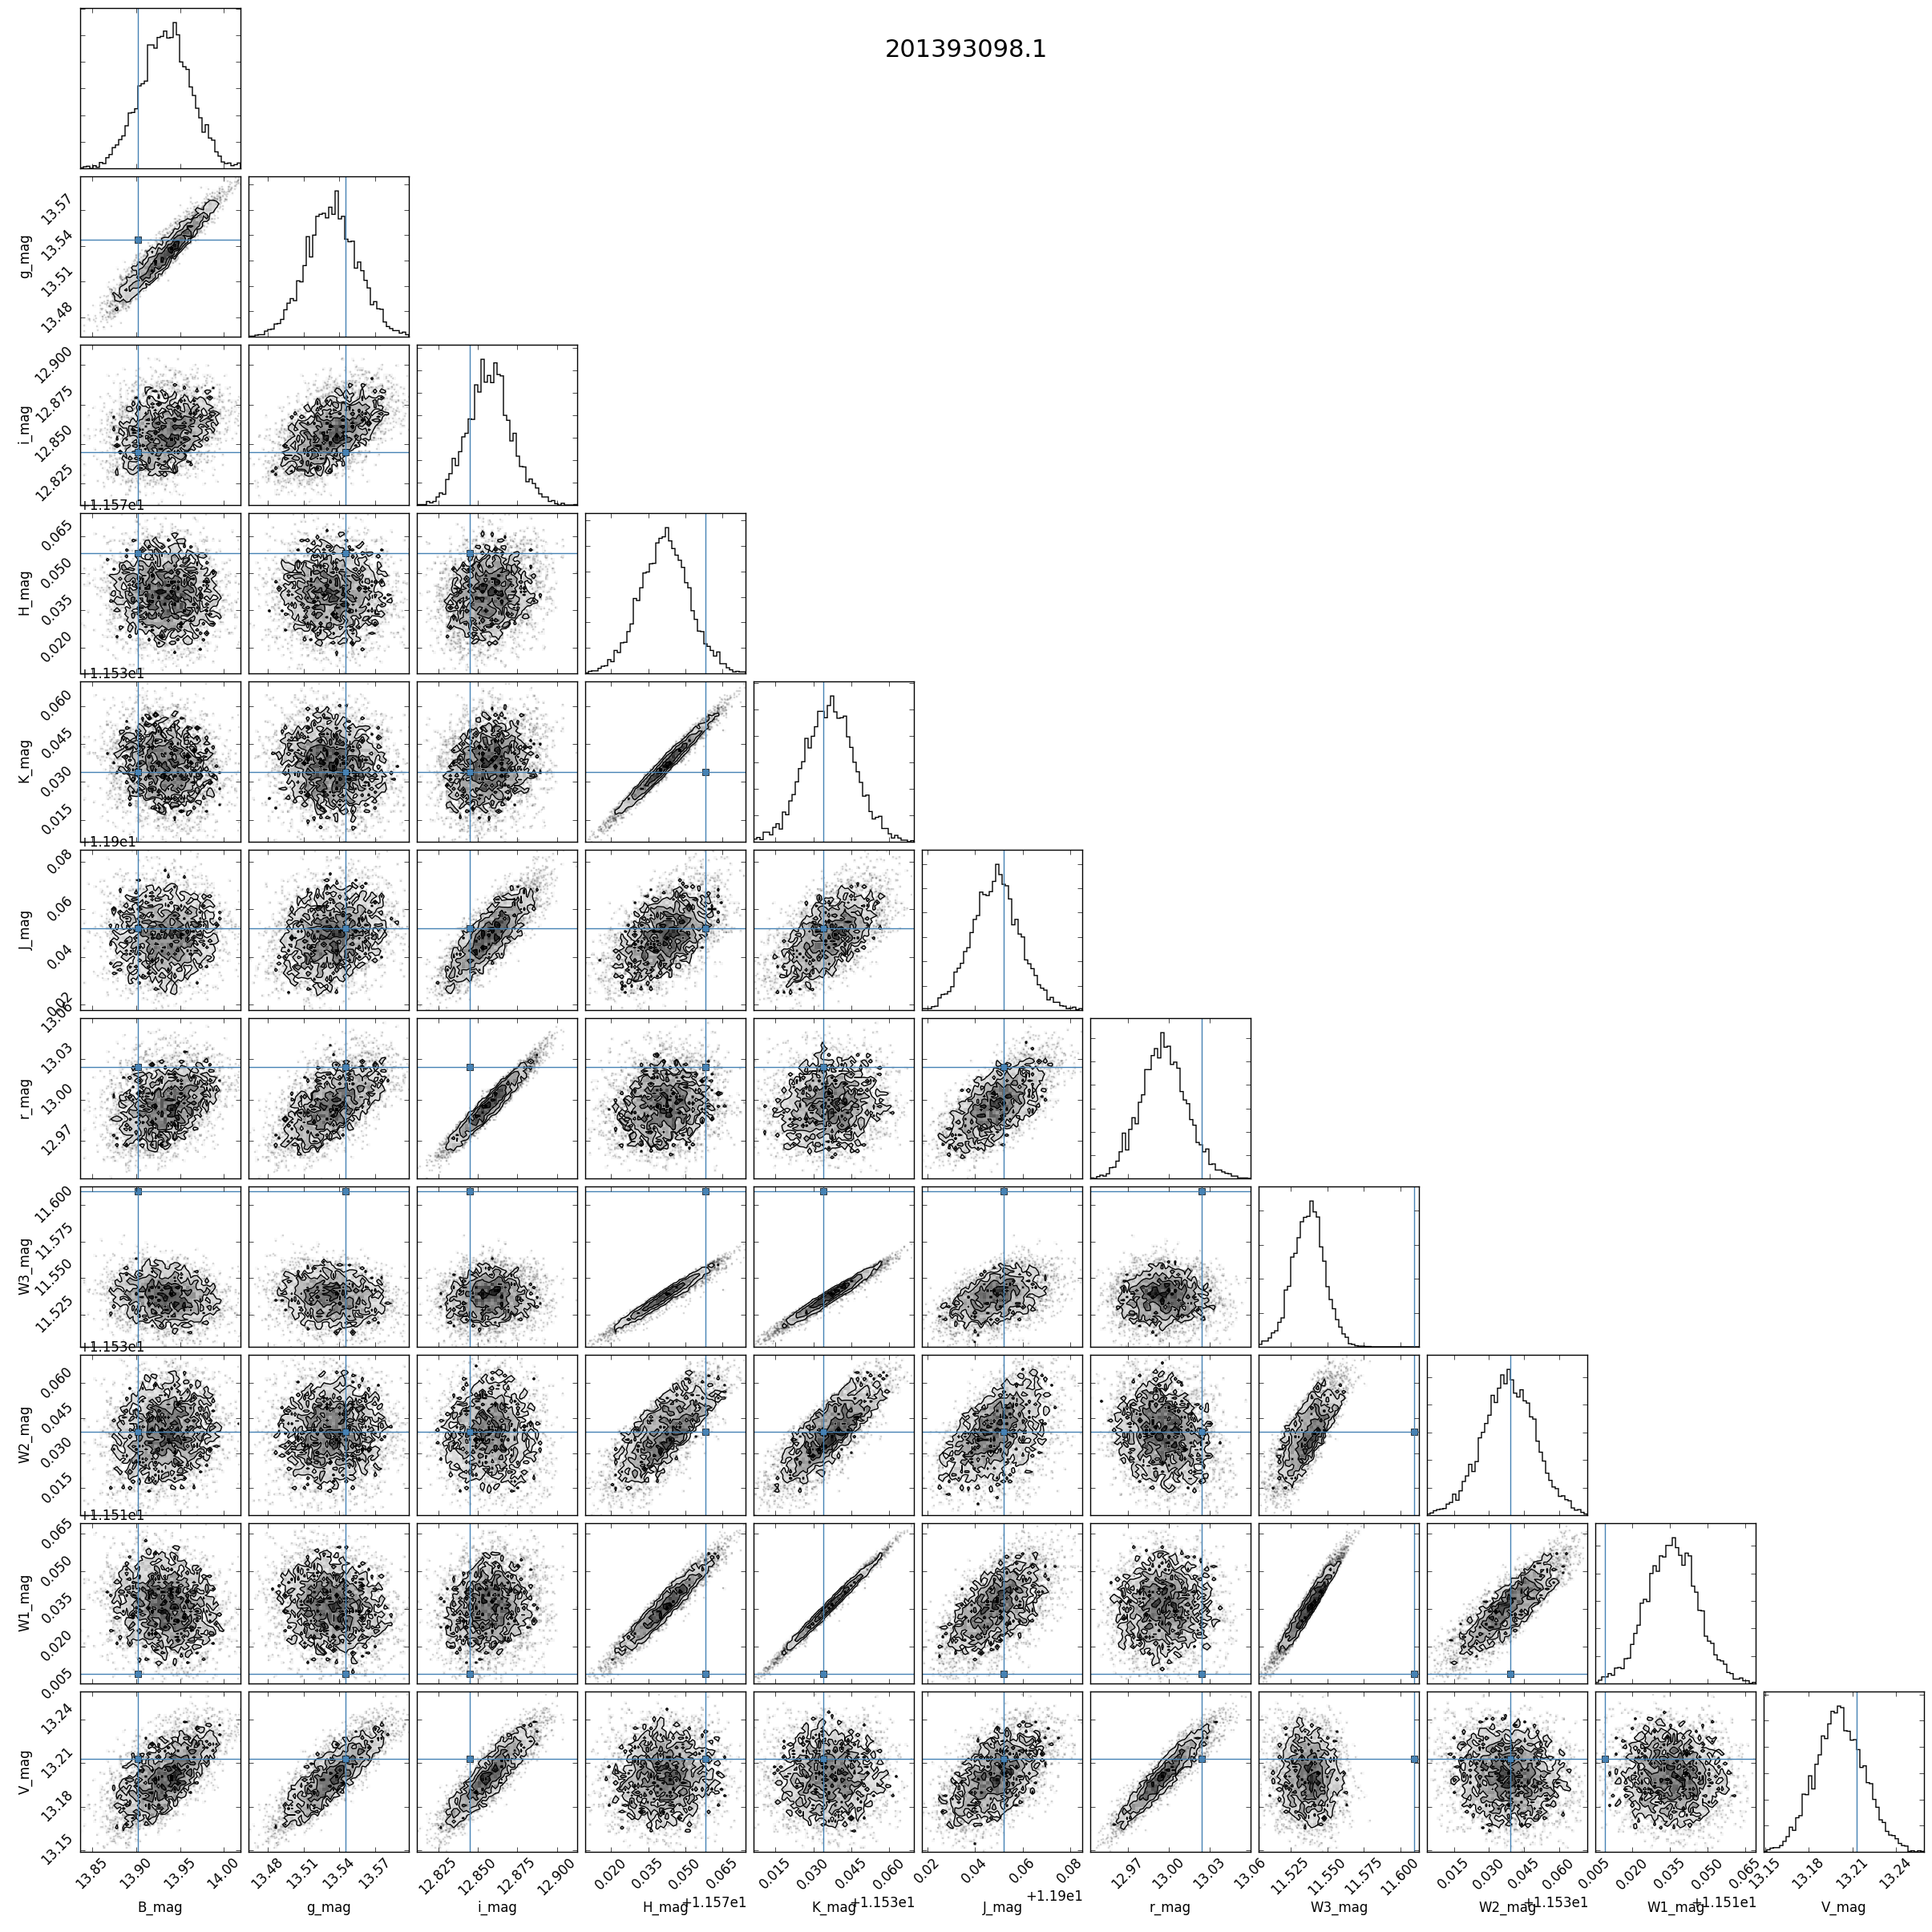 201393098.1
g_mag
13.57
13.54
13.51
13.48
i_mag
12.900
12.875
12.850
12.825
+1.157e1
H_mag
0.065
0.050
0.035
0.020
+1.153e1
K_mag
0.060
0.045
0.030
0.015
+1.19e1
J_mag
0.08
0.06
0.04
0.02
r_mag
13.06
13.03
13.00
12.97
W3_mag
11.600
11.575
11.550
11.525
+1.153e1
W2_mag
0.060
0.045
0.030
0.015
+1.151e1
W1_mag
0.065
0.050
0.035
0.020
0.005
V_mag
13.24
13.21
13.18
13.15
13.85 13.90 13.95 14.00 13.48 13.51 13.54 13.57 12.825 12.850 12.875 12.900 0.020 0.035 0.050 0.065 0.015 0.030 0.045 0.060 0.02 0.04 0.06 0.08 12.97 13.00 13.03 13.06 11.525 11.550 11.575 11.600 0.015 0.030 0.045 0.060 0.005 0.020 0.035 0.050 0.065 13.15 13.18 13.21 13.24
+1.157e1 +1.153e1 +1.19e1 +1.153e1 +1.151e1
B_mag g_mag i_mag H_mag K_mag J_mag r_mag W3_mag W2_mag W1_mag V_mag